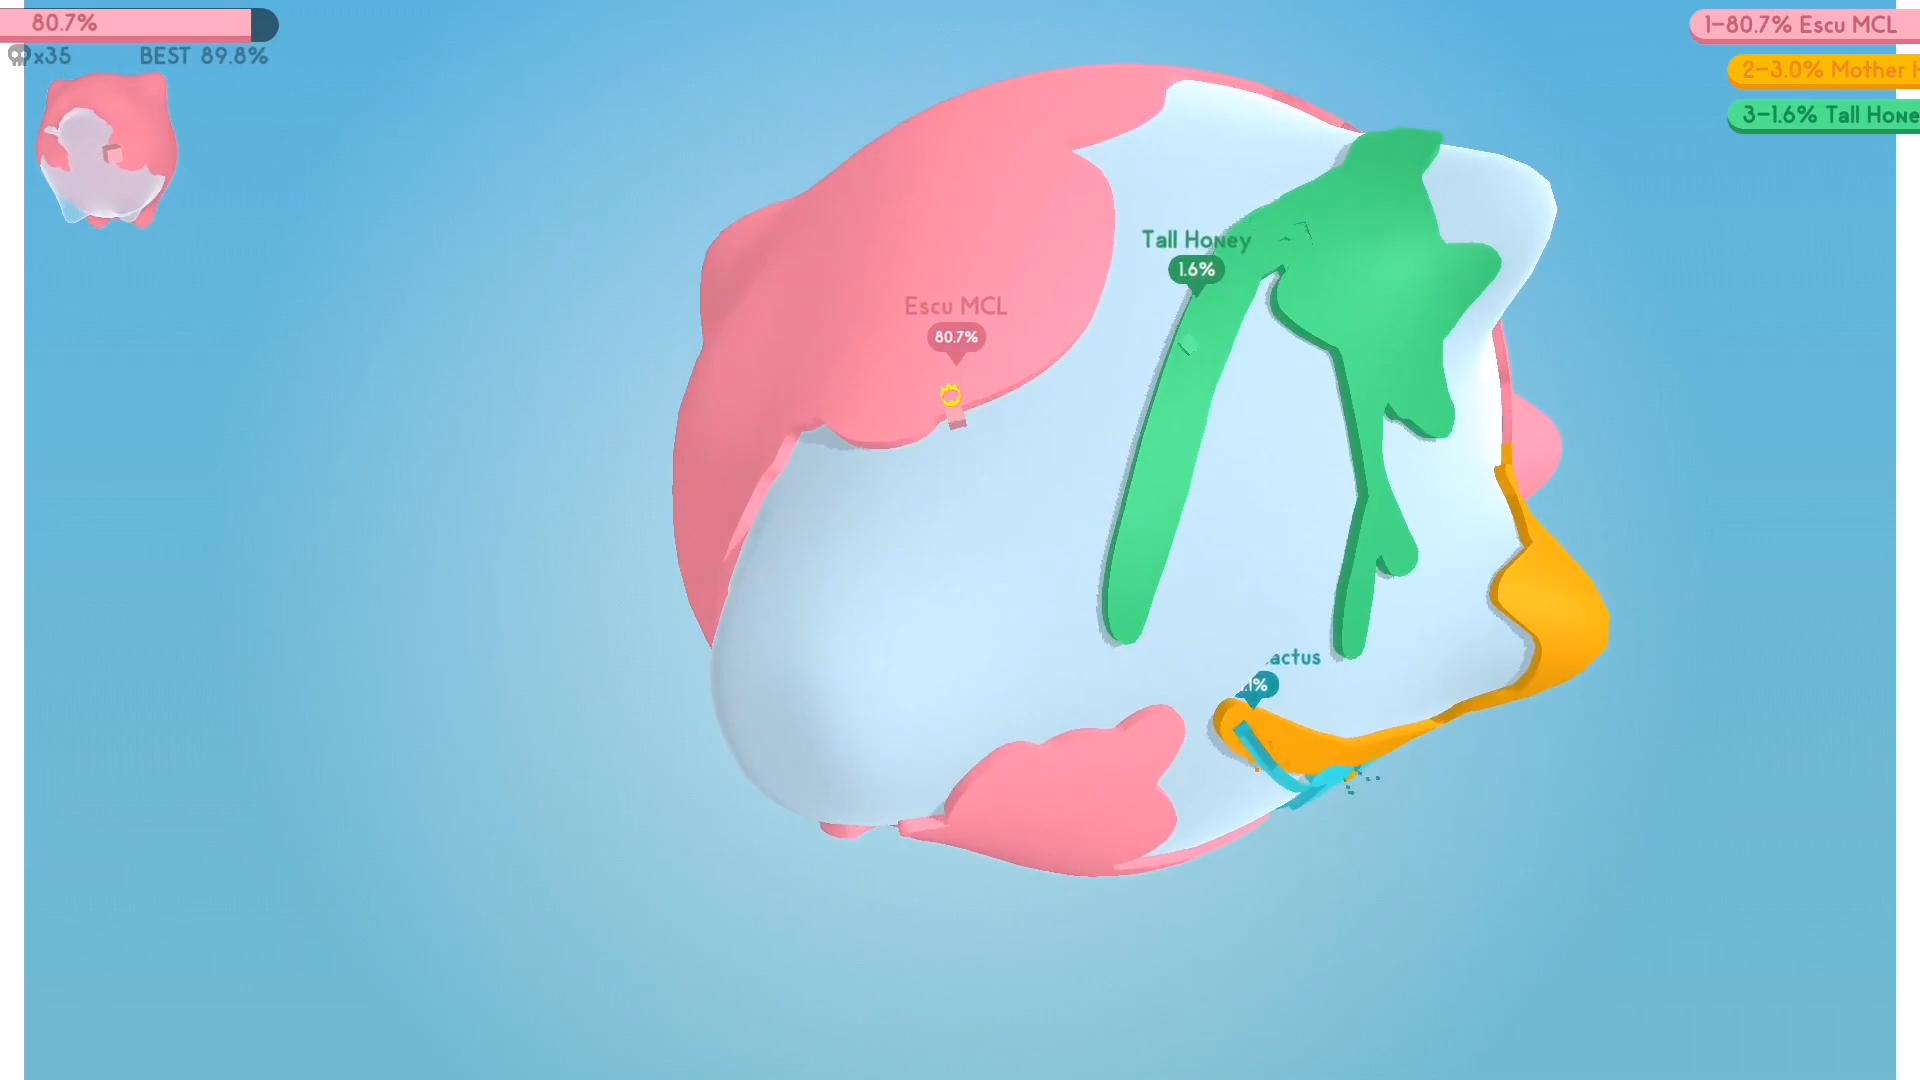 80.7%
x35 BEST 89.8%
1-80.7% Escu MCL
2-3.0% Mother
3-1.6% Tall Hone
Tall Honey
1.6%
Escu MCL
80.7%
actus
.1%